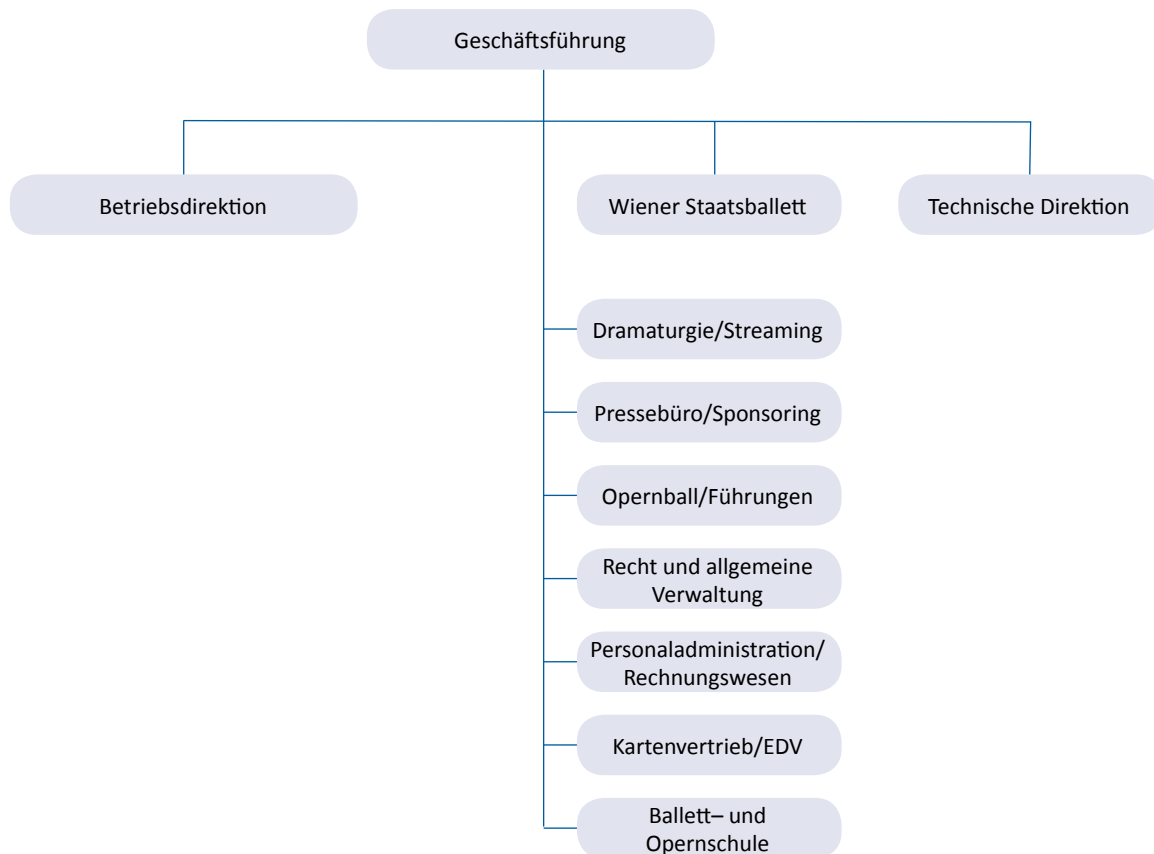 Geschäftsführung
Betriebsdirektion
Wiener Staatsballett
Technische Direktion
Dramaturgie/Streaming
Pressebüro/Sponsoring
Opernball/Führungen
Recht und allgemeine
Verwaltung
Personaladministration/
Rechnungswesen
Kartenvertrieb/EDV
Ballett– und
Opernschule